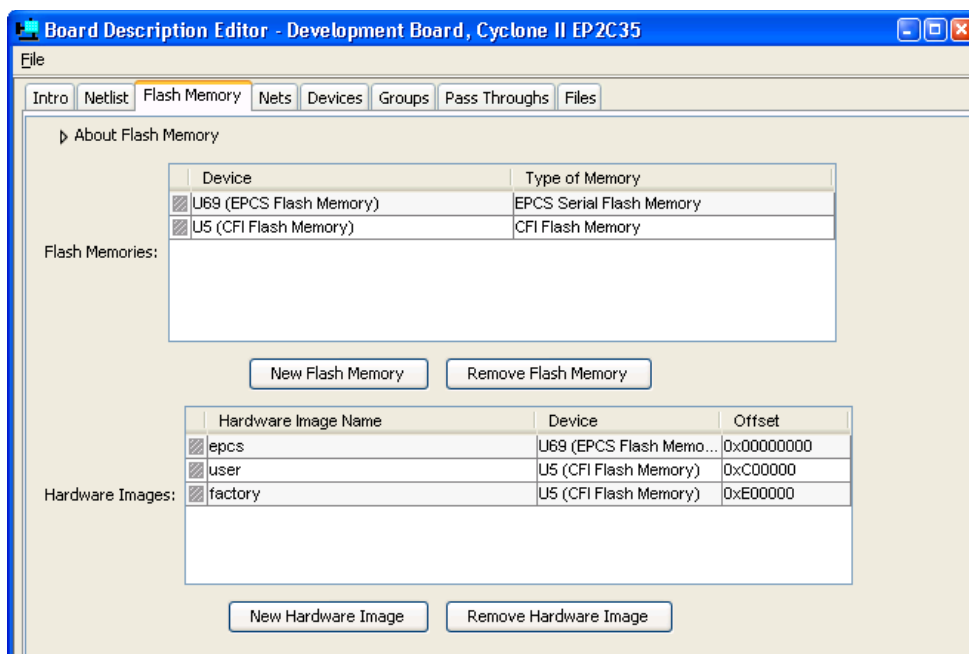 Board Description Editor - Development Board, Cyclone II EP2C35
File
Intro Netlist Flash Memory Nets Devices Groups Pass Throughs Files
About Flash Memory
Device Type of Memory
U69 (EPCS Flash Memory) EPCS Serial Flash Memory
U5 (CFI Flash Memory) CFI Flash Memory
Flash Memories:
New Flash Memory Remove Flash Memory
Hardware Image Name Device Offset
epcs U69 (EPCS Flash Memo... 0x00000000
user U5 (CFI Flash Memory) 0xC00000
Hardware Images: factory U5 (CFI Flash Memory) 0xE00000
New Hardware Image Remove Hardware Image